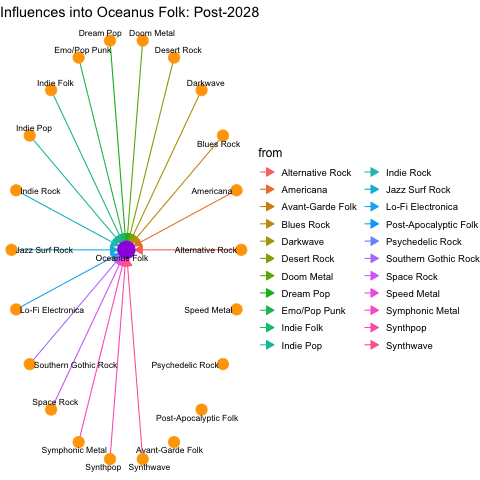 Influences into Oceanus Folk: Post-2028
Dream Pop
Doom Metal
Emo/Pop Punk
Desert Rock
Indie Folk
Darkwave
Indie Pop
Blues Rock
Indie Rock
Americana
Jazz Surf Rock
Alternative Rock
Oceanus Folk
Lo-Fi Electronica
Speed Metal
Southern Gothic Rock
Psychedelic Rock
Space Rock
Post-Apocalyptic Folk
Symphonic Metal
Avant-Garde Folk
Synthpop
Synthwave
from
Alternative Rock
Americana
Avant-Garde Folk
Blues Rock
Darkwave
Desert Rock
Doom Metal
Dream Pop
Emo/Pop Punk
Indie Folk
Indie Pop
Indie Rock
Jazz Surf Rock
Lo-Fi Electronica
Post-Apocalyptic Folk
Psychedelic Rock
Southern Gothic Rock
Space Rock
Speed Metal
Symphonic Metal
Synthpop
Synthwave